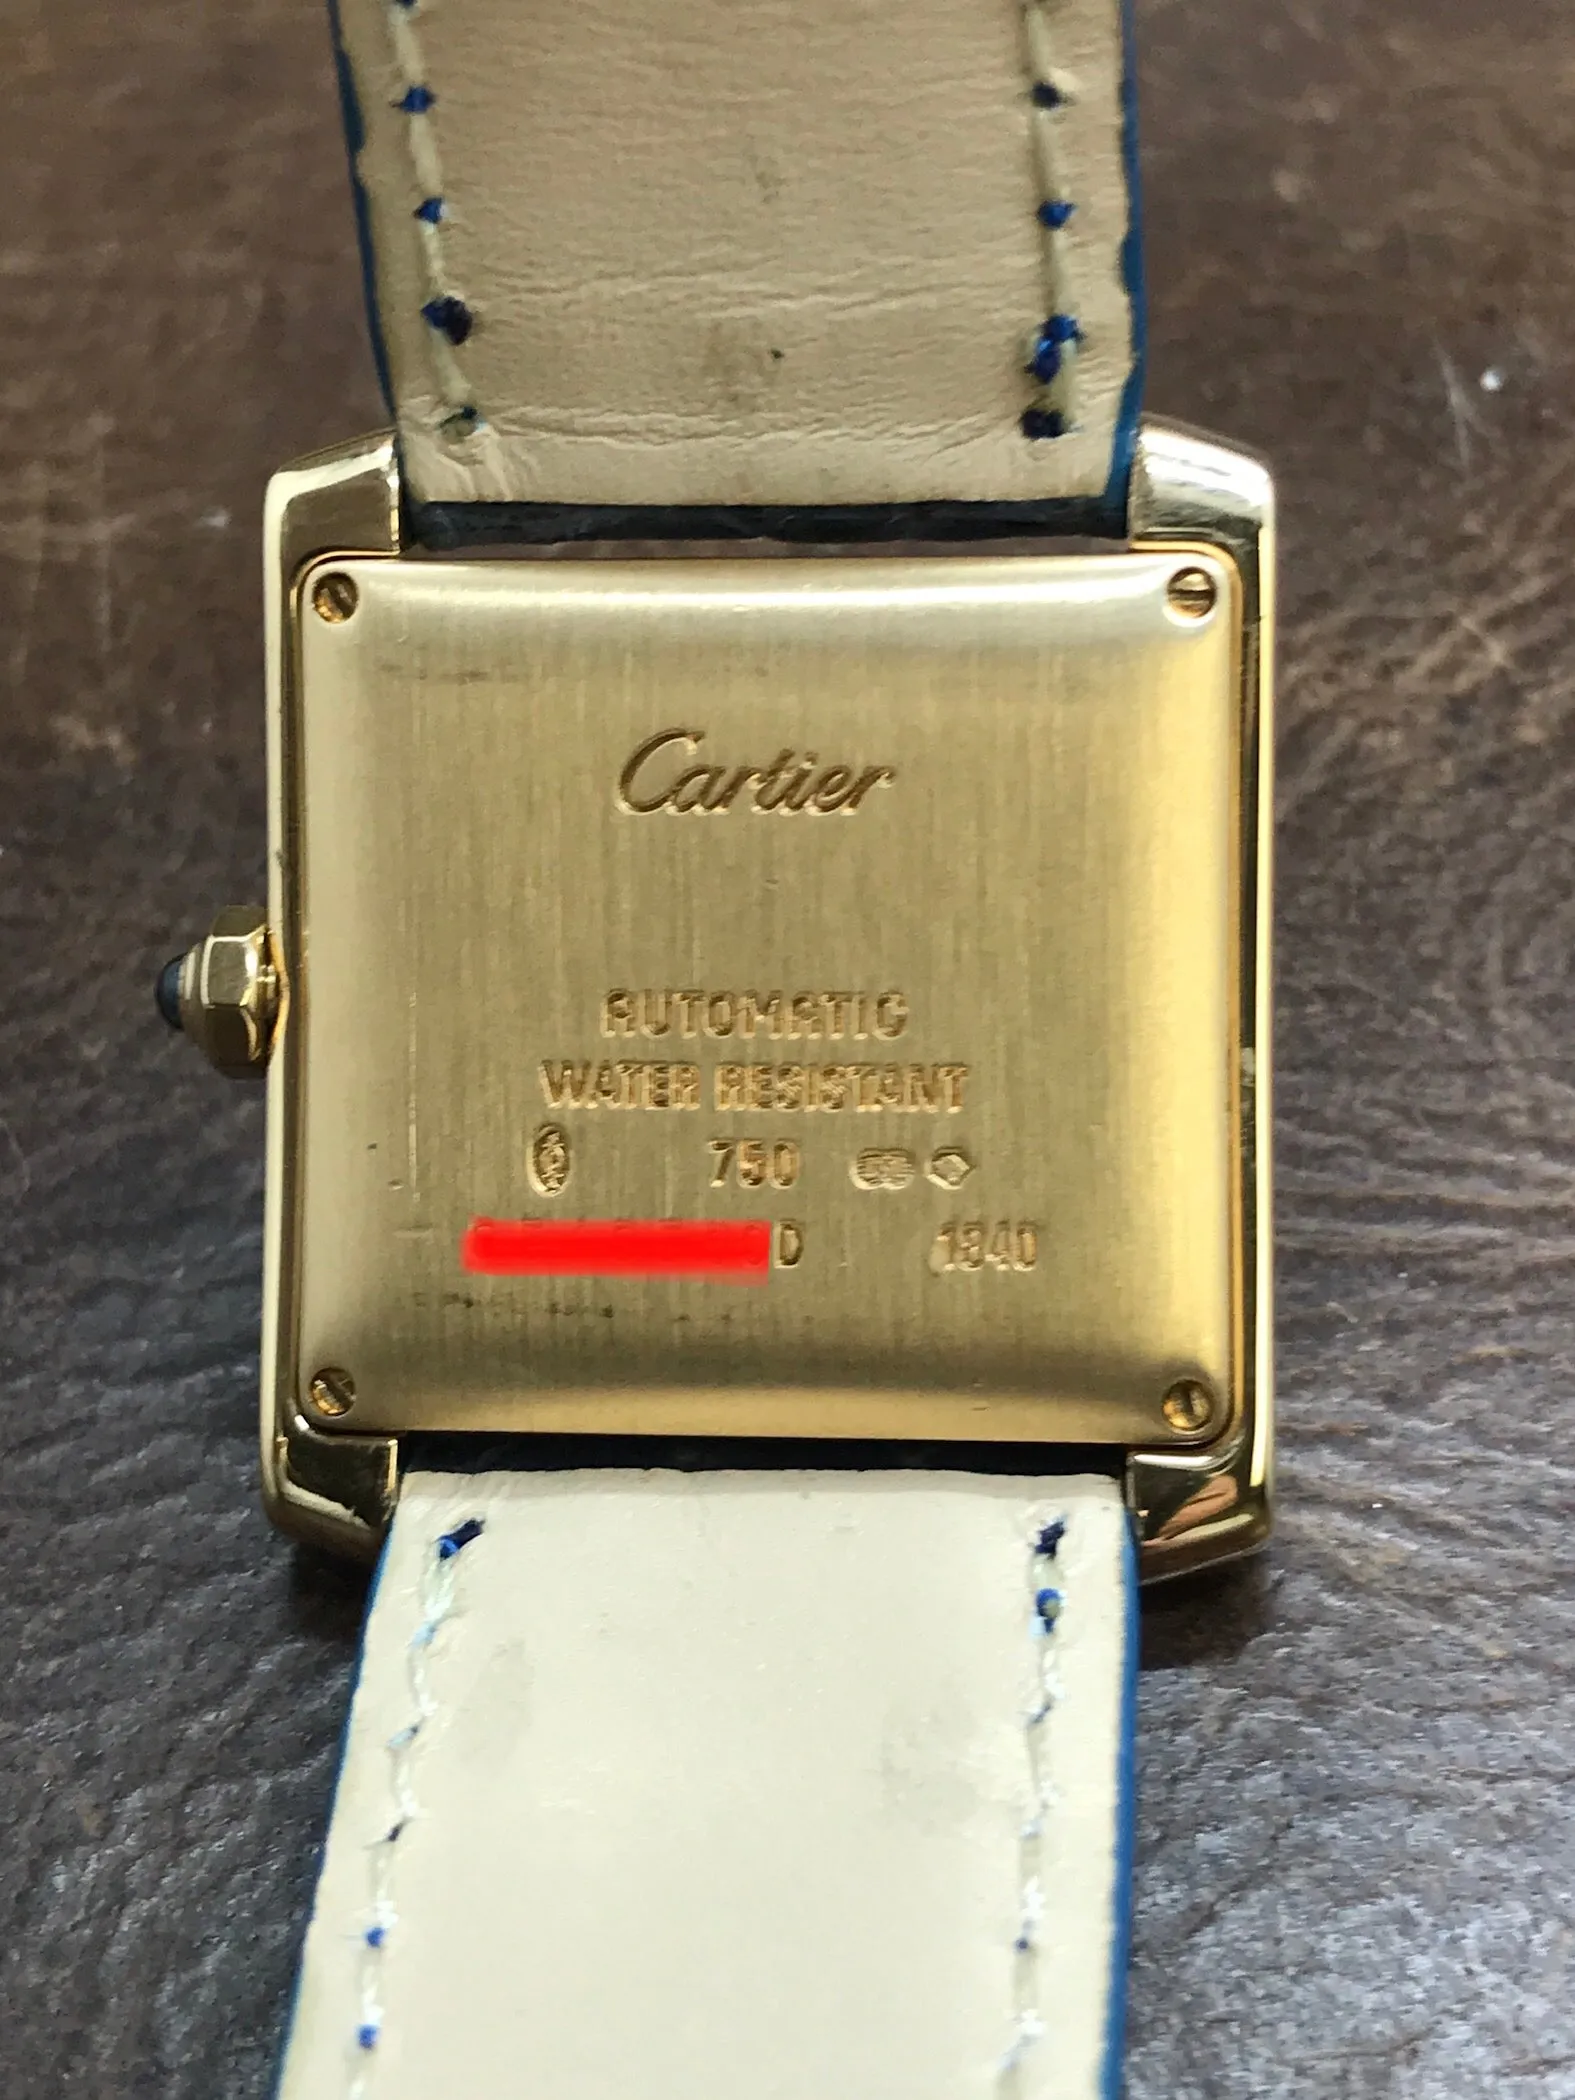 Cartier
AUTOMATIC
WATER RESISTANT
750
D 1840